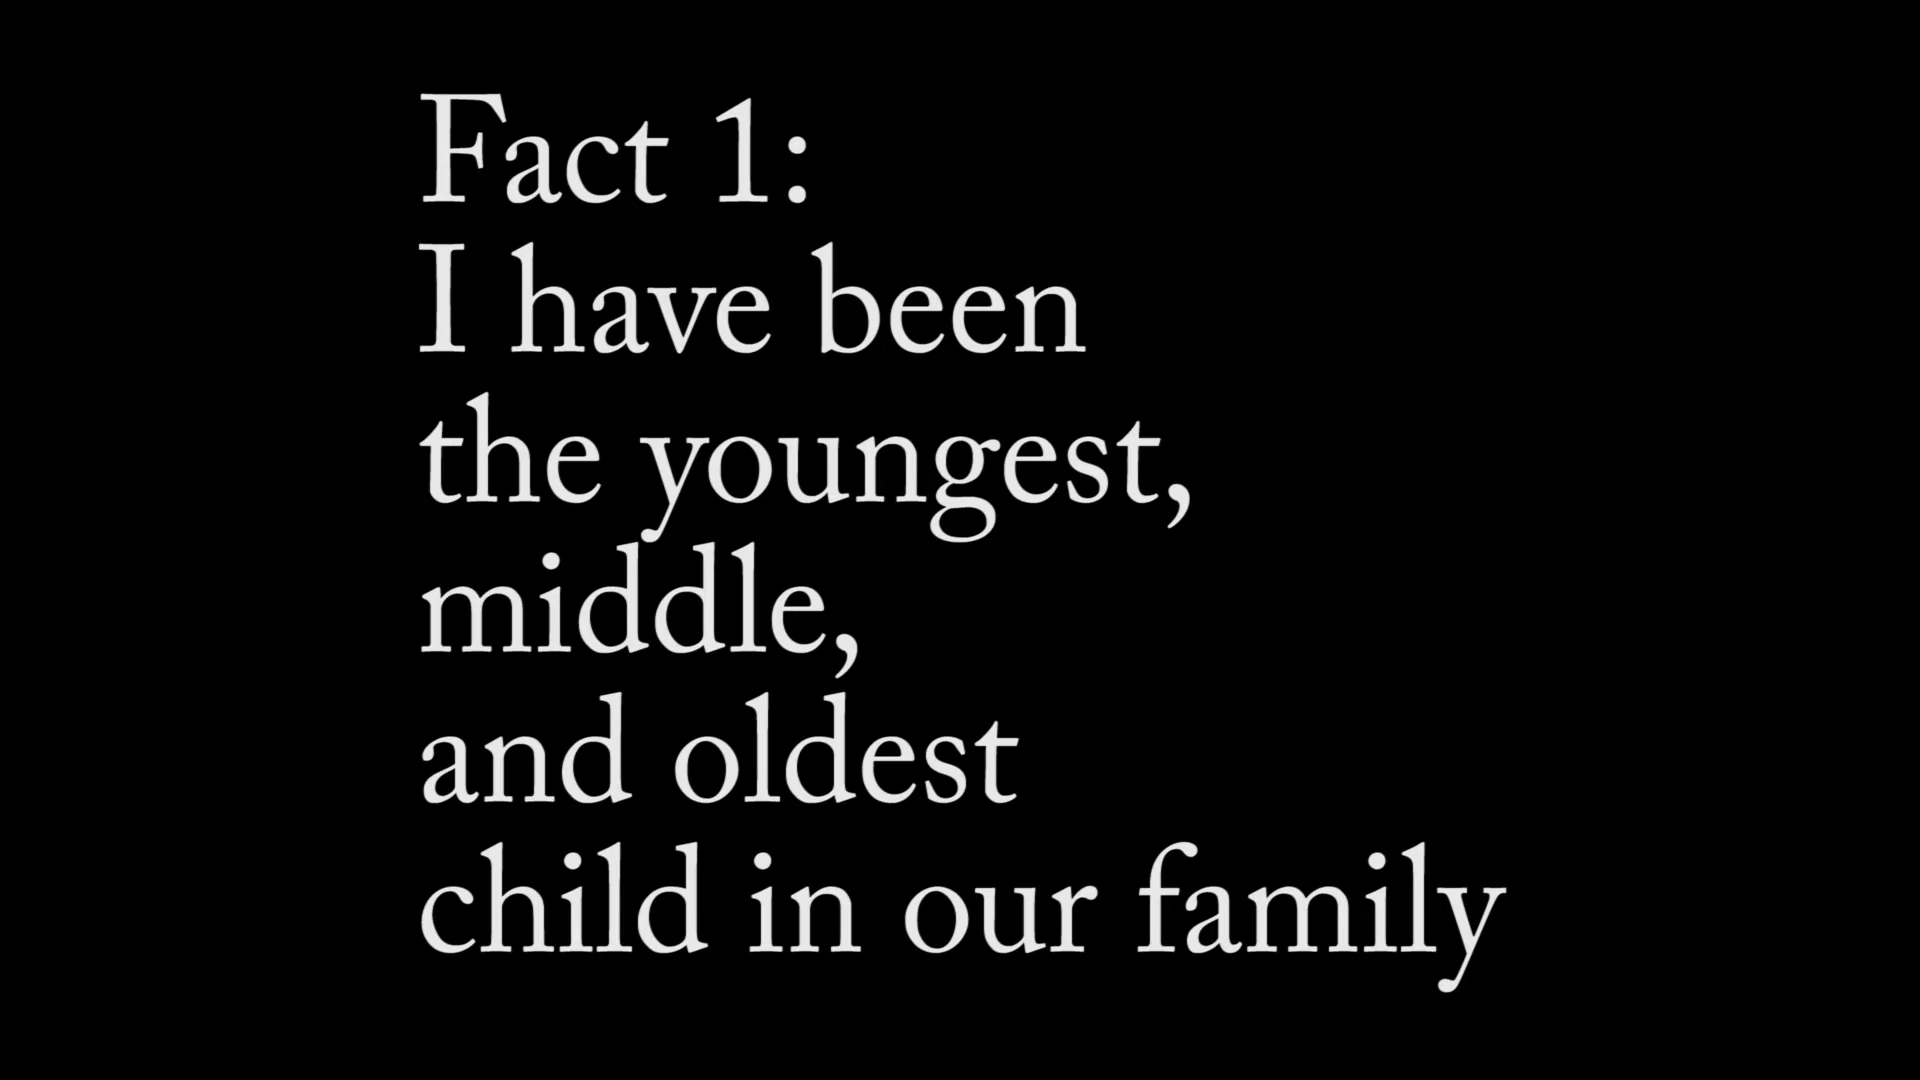 Fact 1:
I have been
the youngest,
middle,
and oldest
child in our family